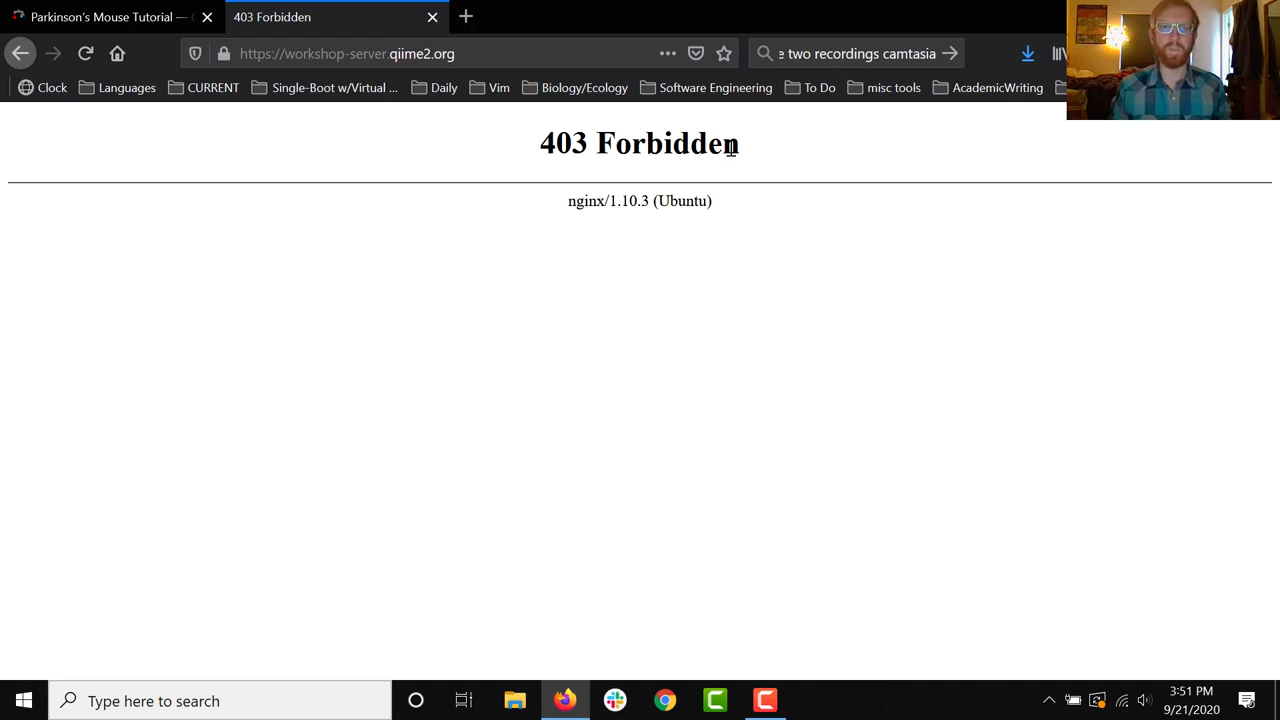 Parkinson's Mouse Tutorial —
403 Forbidden
https://workshop-server.qiime2.org
e two recordings camtasia
Clock
Languages
CURRENT
Single-Boot w/Virtual ...
Daily
Vim
Biology/Ecology
Software Engineering
To Do
misc tools
AcademicWriting
403 Forbidden
nginx/1.10.3 (Ubuntu)
Type here to search
3:51 PM
9/21/2020